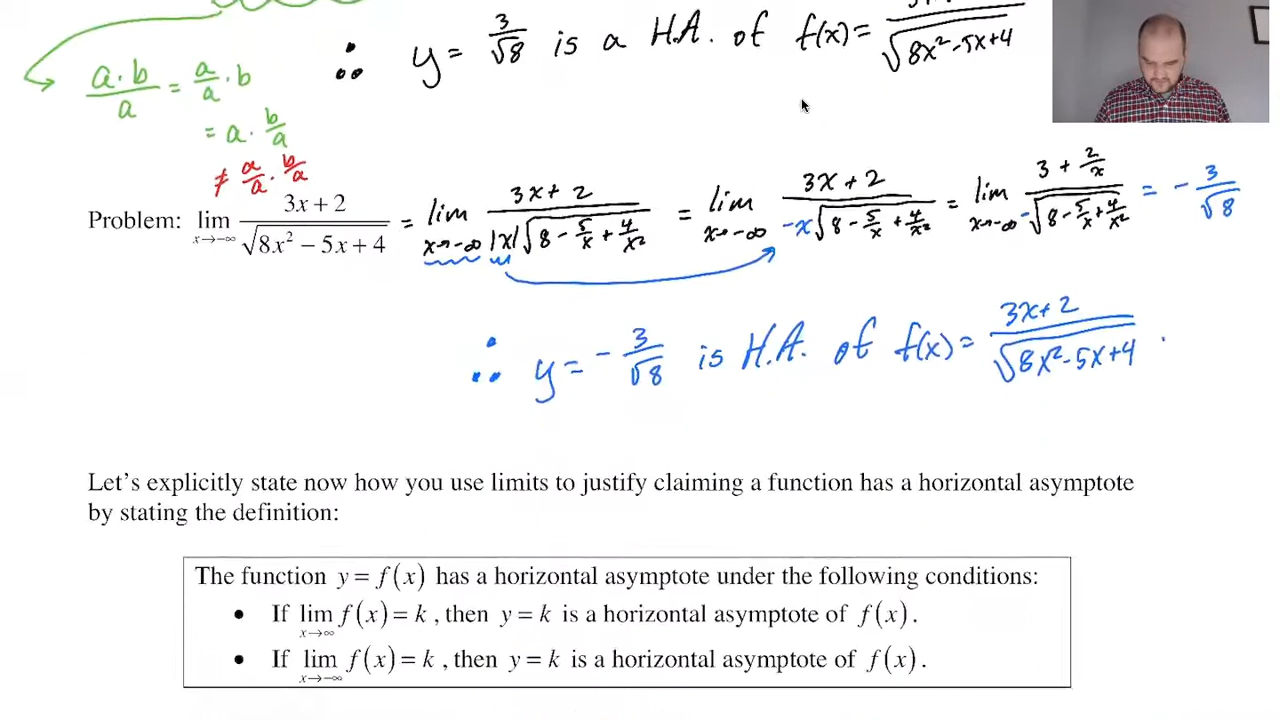 ∴ y = 3/√8 is a H.A. of f(x) = /√8x²-5x+4
a·b/a = a/a · b
= a · b/a
≠ a/a · b/a
Problem: lim x→-∞ 3x+2/√8x²-5x+4 = lim x→-∞ 3x+2/|x|√8-5/x+4/x² = lim x→-∞ 3x+2/-x√8-5/x+4/x² = lim x→-∞ 3+2/x/-√8-5/x+4/x² = -3/√8
∴ y = -3/√8 is H.A. of f(x) = 3x+2/√8x²-5x+4
Let's explicitly state now how you use limits to justify claiming a function has a horizontal asymptote
by stating the definition:
The function y = f(x) has a horizontal asymptote under the following conditions:
• If lim x→∞ f(x) = k, then y = k is a horizontal asymptote of f(x).
• If lim x→-∞ f(x) = k, then y = k is a horizontal asymptote of f(x).